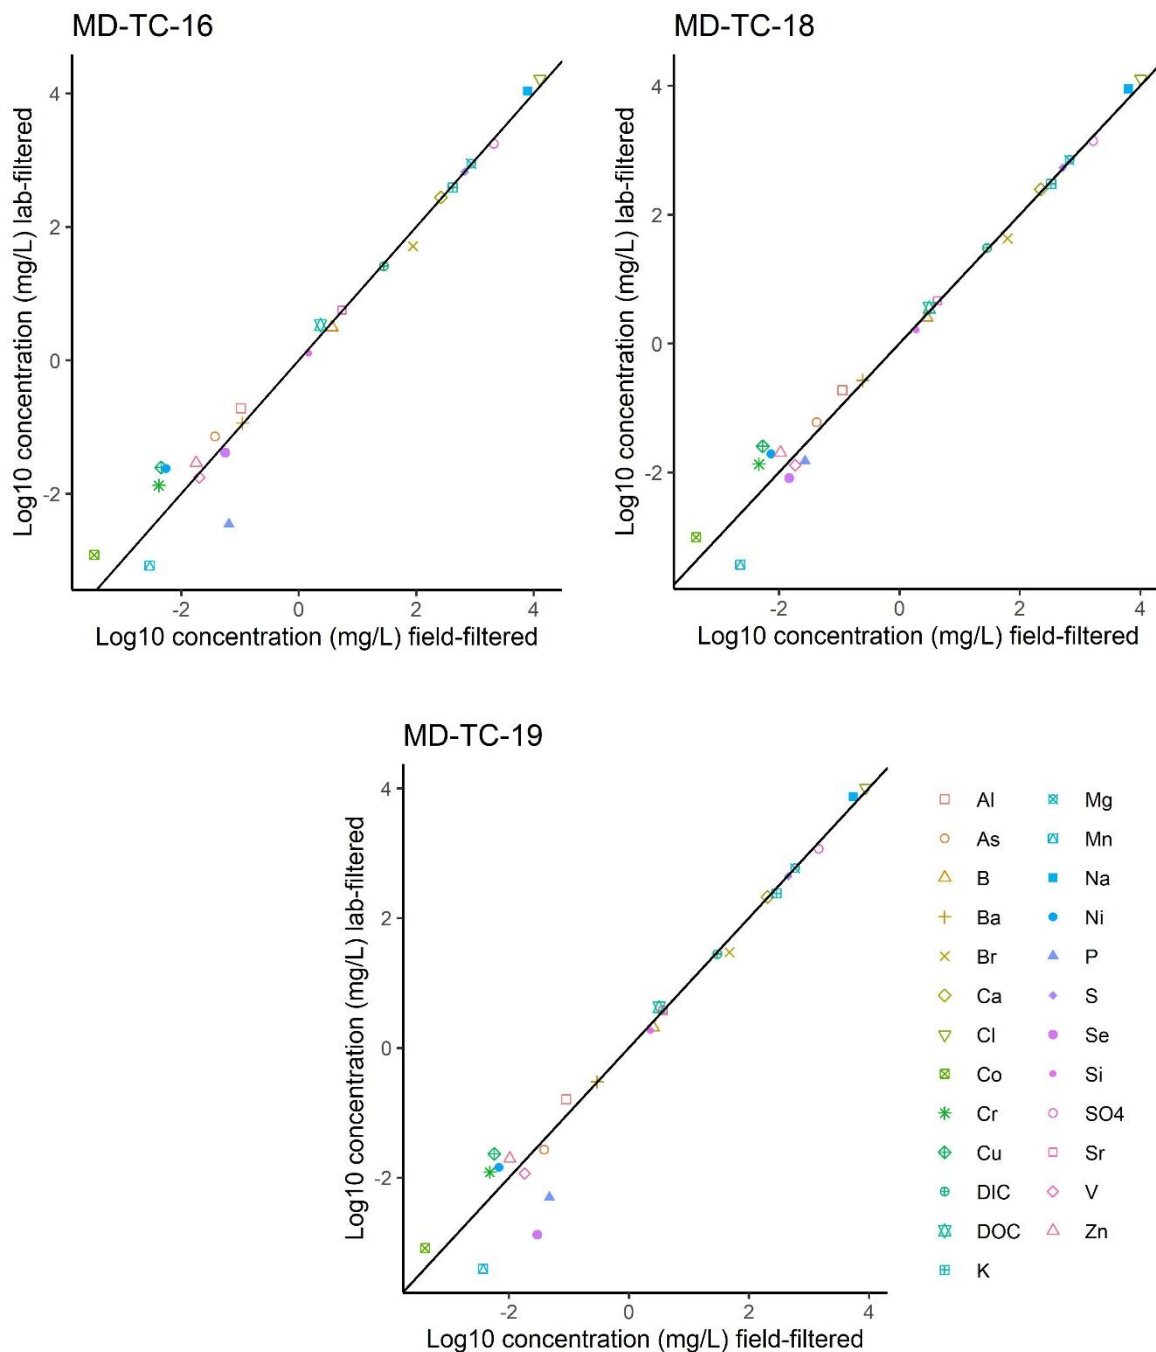 MD-TC-16
Log10 concentration (mg/L) lab-filtered
4
2
0
-2
-2
0
2
4
Log10 concentration (mg/L) field-filtered
MD-TC-18
Log10 concentration (mg/L) lab-filtered
4
2
0
-2
-2
0
2
4
Log10 concentration (mg/L) field-filtered
MD-TC-19
Log10 concentration (mg/L) lab-filtered
4
2
0
-2
-2
0
2
4
Log10 concentration (mg/L) field-filtered
Al
As
B
Ba
Br
Ca
Cl
Co
Cr
Cu
DIC
DOC
K
Mg
Mn
Na
Ni
P
S
Se
Si
SO4
Sr
V
Zn